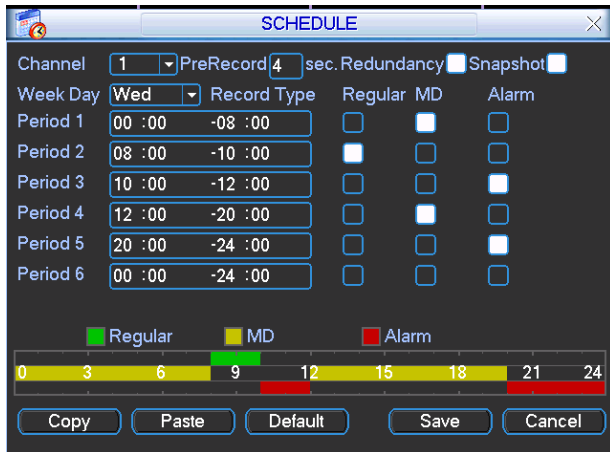 SCHEDULE
Channel 1 PreRecord 4 sec. Redundancy Snapshot
Week Day Wed Record Type Regular MD Alarm
Period 1 00 :00 -08 :00
Period 2 08 :00 -10 :00
Period 3 10 :00 -12 :00
Period 4 12 :00 -20 :00
Period 5 20 :00 -24 :00
Period 6 00 :00 -24 :00
Regular MD Alarm
0 3 6 9 12 15 18 21 24
Copy Paste Default Save Cancel